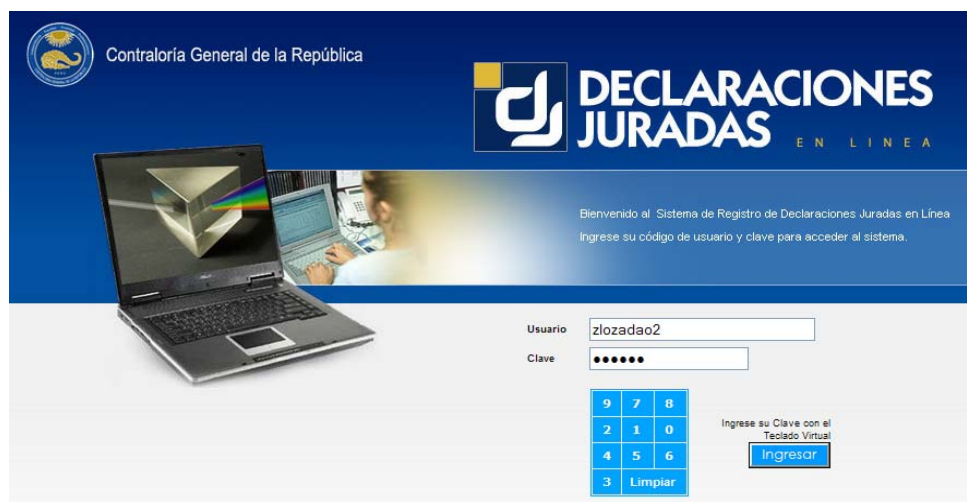 Contraloría General de la República
DECLARACIONES
JURADAS
EN LINEA
Bienvenido al Sistema de Registro de Declaraciones Juradas en Línea
Ingrese su código de usuario y clave para acceder al sistema.
Usuario zlozadao2
Clave ●●●●●●
9 7 8
2 1 0
4 5 6
3 Limpiar
Ingrese su Clave con el
Teclado Virtual
Ingresar